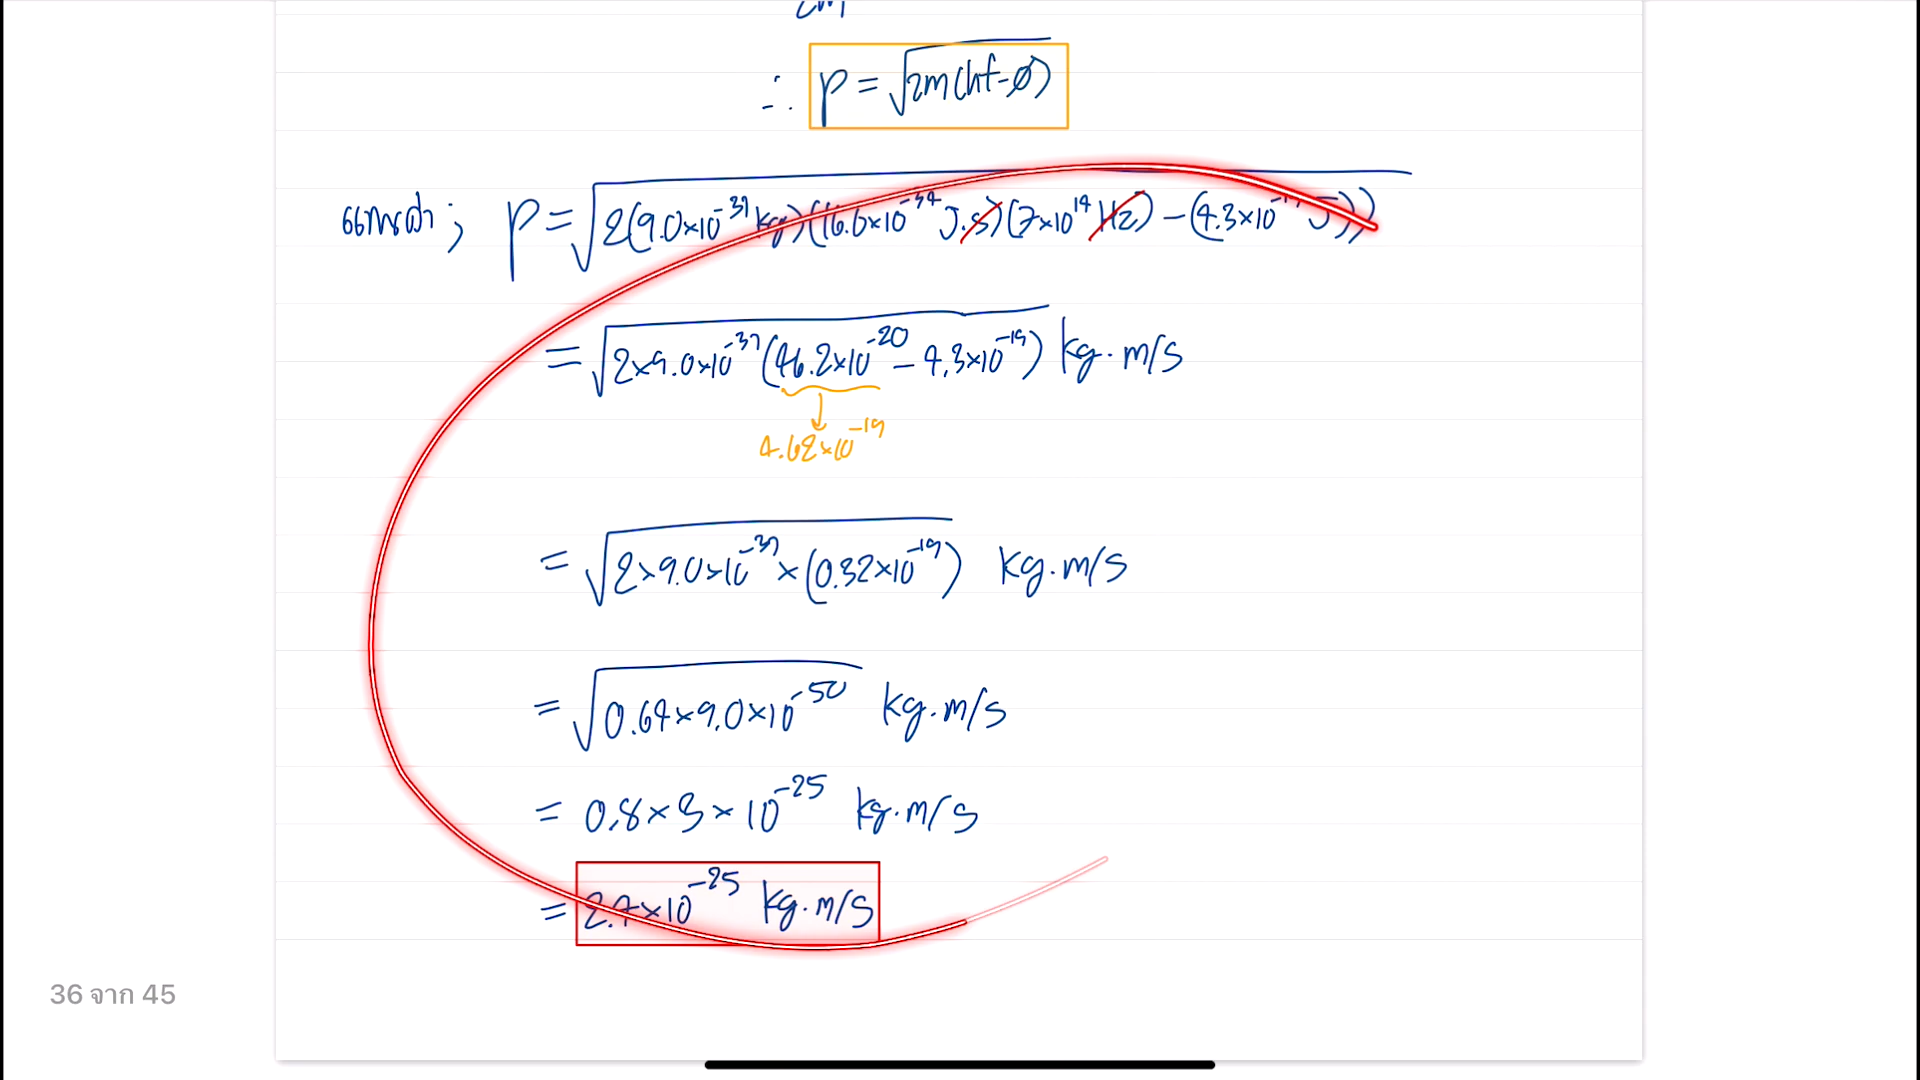 ∴ p = √2m(hf-ø)
แทนค่า ; p = √2(9.0×10⁻³¹ kg)((6.6×10⁻³⁴ J.s)(7×10¹⁴ Hz) - (4.3×10⁻¹⁹ J))
= √2×9.0×10⁻³¹(46.2×10⁻²⁰ - 4.3×10⁻¹⁹) kg.m/s
4.62×10⁻¹⁹
= √2×9.0×10⁻³¹×(0.32×10⁻¹⁹) kg.m/s
= √0.64×9.0×10⁻⁵⁰ kg.m/s
= 0.8×3×10⁻²⁵ kg.m/s
= 2.4×10⁻²⁵ kg.m/s
36 จาก 45